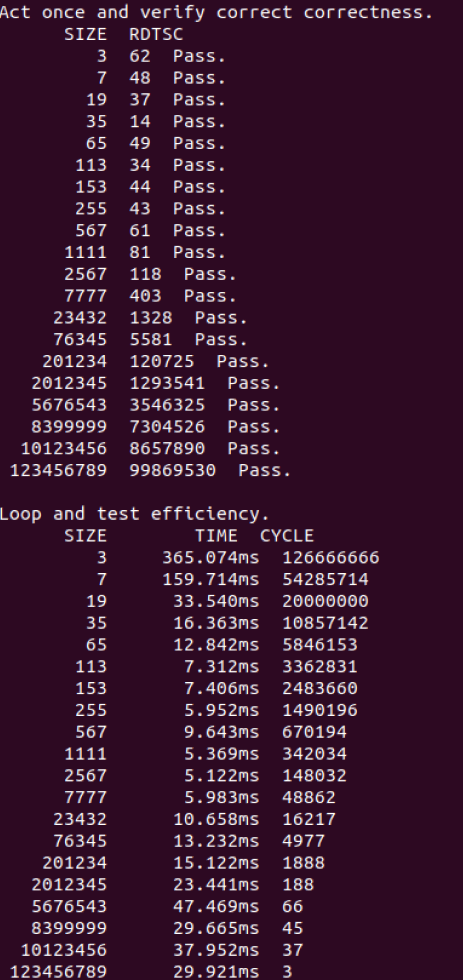 Act once and verify correct correctness.
SIZE RDTSC
3 62 Pass.
7 48 Pass.
19 37 Pass.
35 14 Pass.
65 49 Pass.
113 34 Pass.
153 44 Pass.
255 43 Pass.
567 61 Pass.
1111 81 Pass.
2567 118 Pass.
7777 403 Pass.
23432 1328 Pass.
76345 5581 Pass.
201234 120725 Pass.
2012345 1293541 Pass.
5676543 3546325 Pass.
8399999 7304526 Pass.
10123456 8657890 Pass.
123456789 99869530 Pass.
Loop and test efficiency.
SIZE TIME CYCLE
3 365.074ms 126666666
7 159.714ms 54285714
19 33.540ms 20000000
35 16.363ms 10857142
65 12.842ms 5846153
113 7.312ms 3362831
153 7.406ms 2483660
255 5.952ms 1490196
567 9.643ms 670194
1111 5.369ms 342034
2567 5.122ms 148032
7777 5.983ms 48862
23432 10.658ms 16217
76345 13.232ms 4977
201234 15.122ms 1888
2012345 23.441ms 188
5676543 47.469ms 66
8399999 29.665ms 45
10123456 37.952ms 37
123456789 29.921ms 3